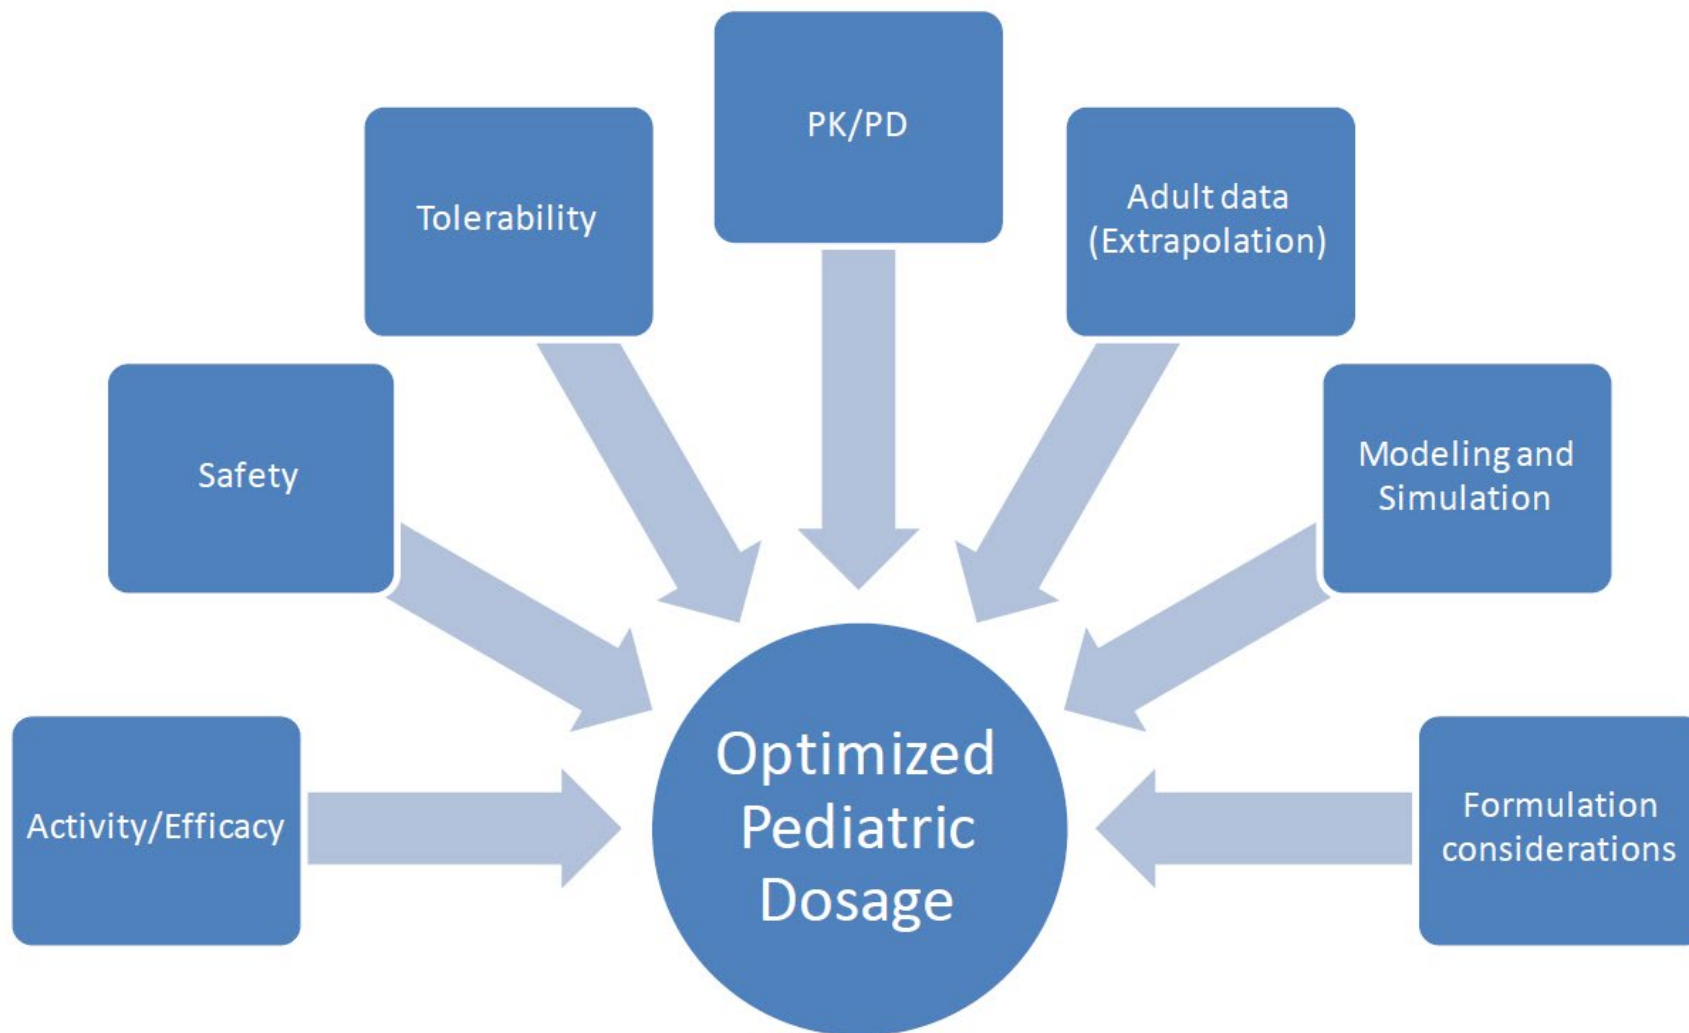 PK/PD
Tolerability
Adult data
(Extrapolation)
Safety
Modeling and
Simulation
Activity/Efficacy
Formulation
considerations
Optimized
Pediatric
Dosage